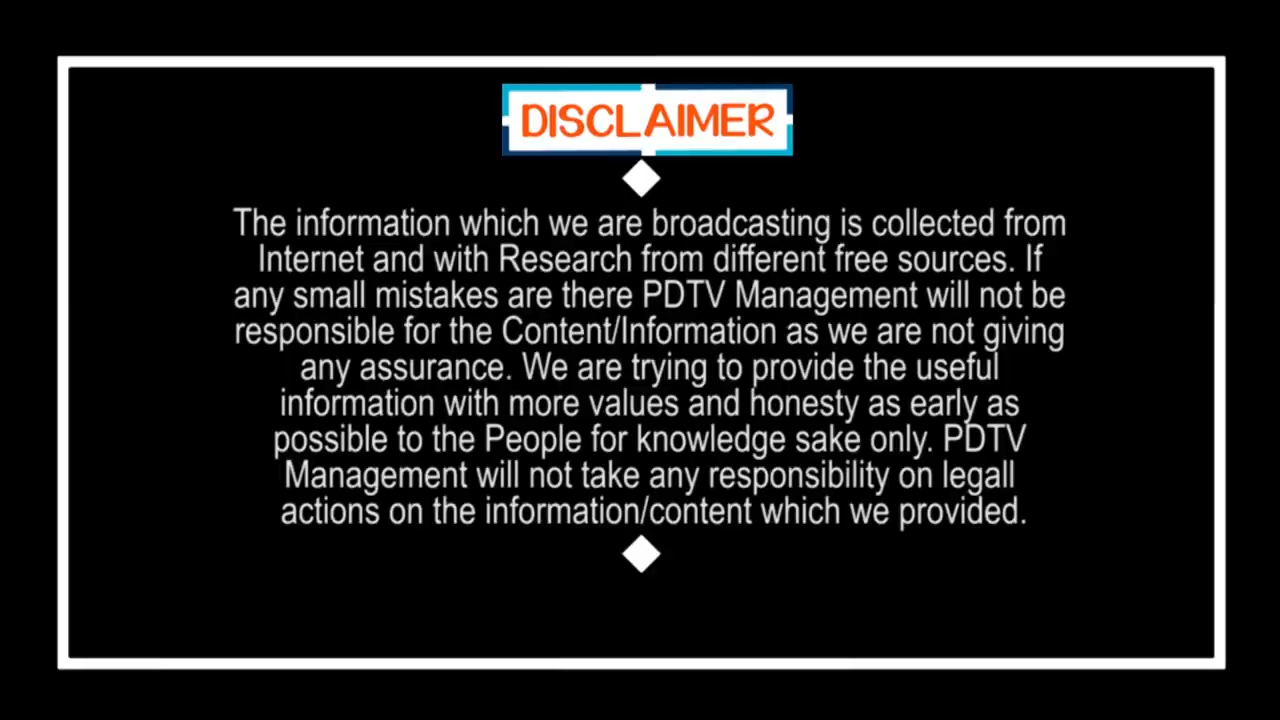 DISCLAIMER
The information which we are broadcasting is collected from
Internet and with Research from different free sources. If
any small mistakes are there PDTV Management will not be
responsible for the Content/Information as we are not giving
any assurance. We are trying to provide the useful
information with more values and honesty as early as
possible to the People for knowledge sake only. PDTV
Management will not take any responsibility on legall
actions on the information/content which we provided.